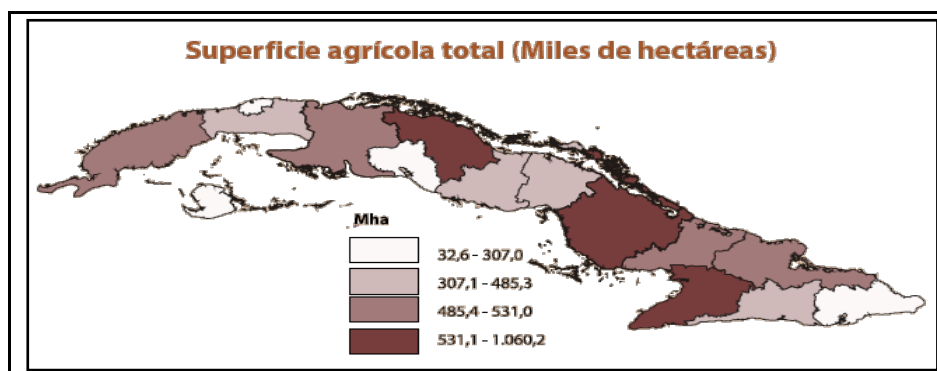 Superficie agrícola total (Miles de hectáreas)
Mha
32,6 - 307,0
307,1 - 485,3
485,4 - 531,0
531,1 - 1.060,2